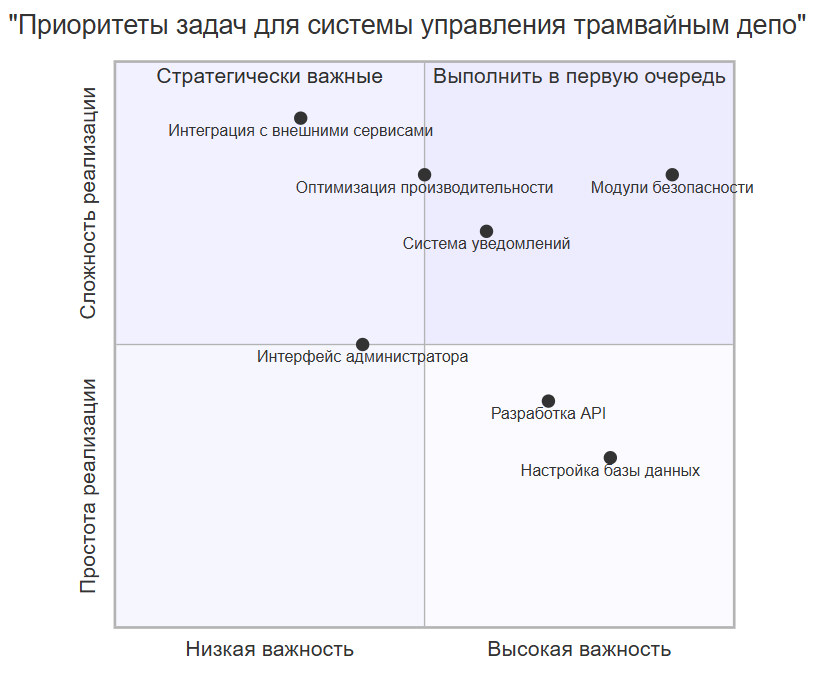 "Приоритеты задач для системы управления трамвайным депо"
Стратегически важные
Выполнить в первую очередь
Интеграция с внешними сервисами
Оптимизация производительности
Модули безопасности
Система уведомлений
Сложность реализации
Интерфейс администратора
Разработка API
Настройка базы данных
Простота реализации
Низкая важность
Высокая важность